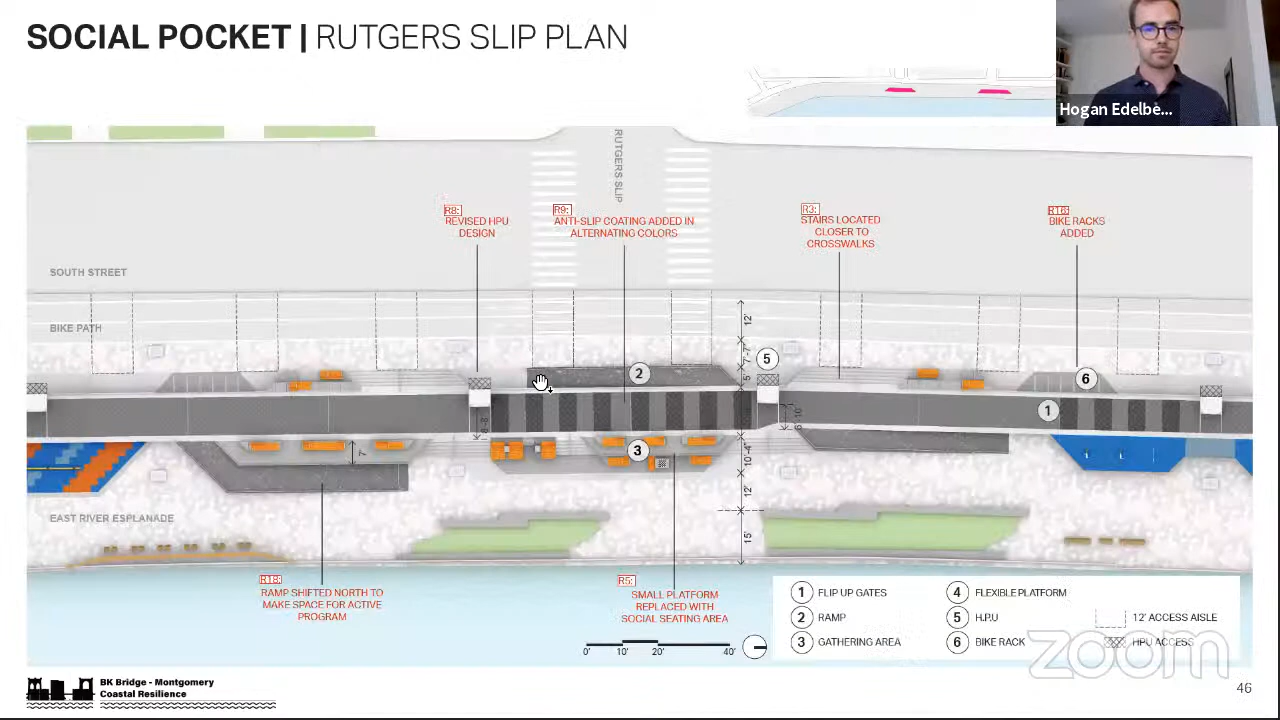 SOCIAL POCKET | RUTGERS SLIP PLAN
Hogan Edelbe...
RUTGERS SLIP
R8:
REVISED HPU
DESIGN
R9:
ANTI-SLIP COATING ADDED IN
ALTERNATING COLORS
R3:
STAIRS LOCATED
CLOSER TO
CROSSWALKS
R16:
BIKE RACKS
ADDED
SOUTH STREET
BIKE PATH
12'
5
2
5'
6
1
3
7'
10'-4"
12'
15'
EAST RIVER ESPLANADE
R18:
RAMP SHIFTED NORTH TO
MAKE SPACE FOR ACTIVE
PROGRAM
R5:
SMALL PLATFORM
REPLACED WITH
SOCIAL SEATING AREA
0' 10' 20' 40'
1 FLIP UP GATES
2 RAMP
3 GATHERING AREA
4 FLEXIBLE PLATFORM
5 H.P.U
6 BIKE RACK
12' ACCESS AISLE
HPU ACCESS
zoom
BK Bridge - Montgomery
Coastal Resilience
46